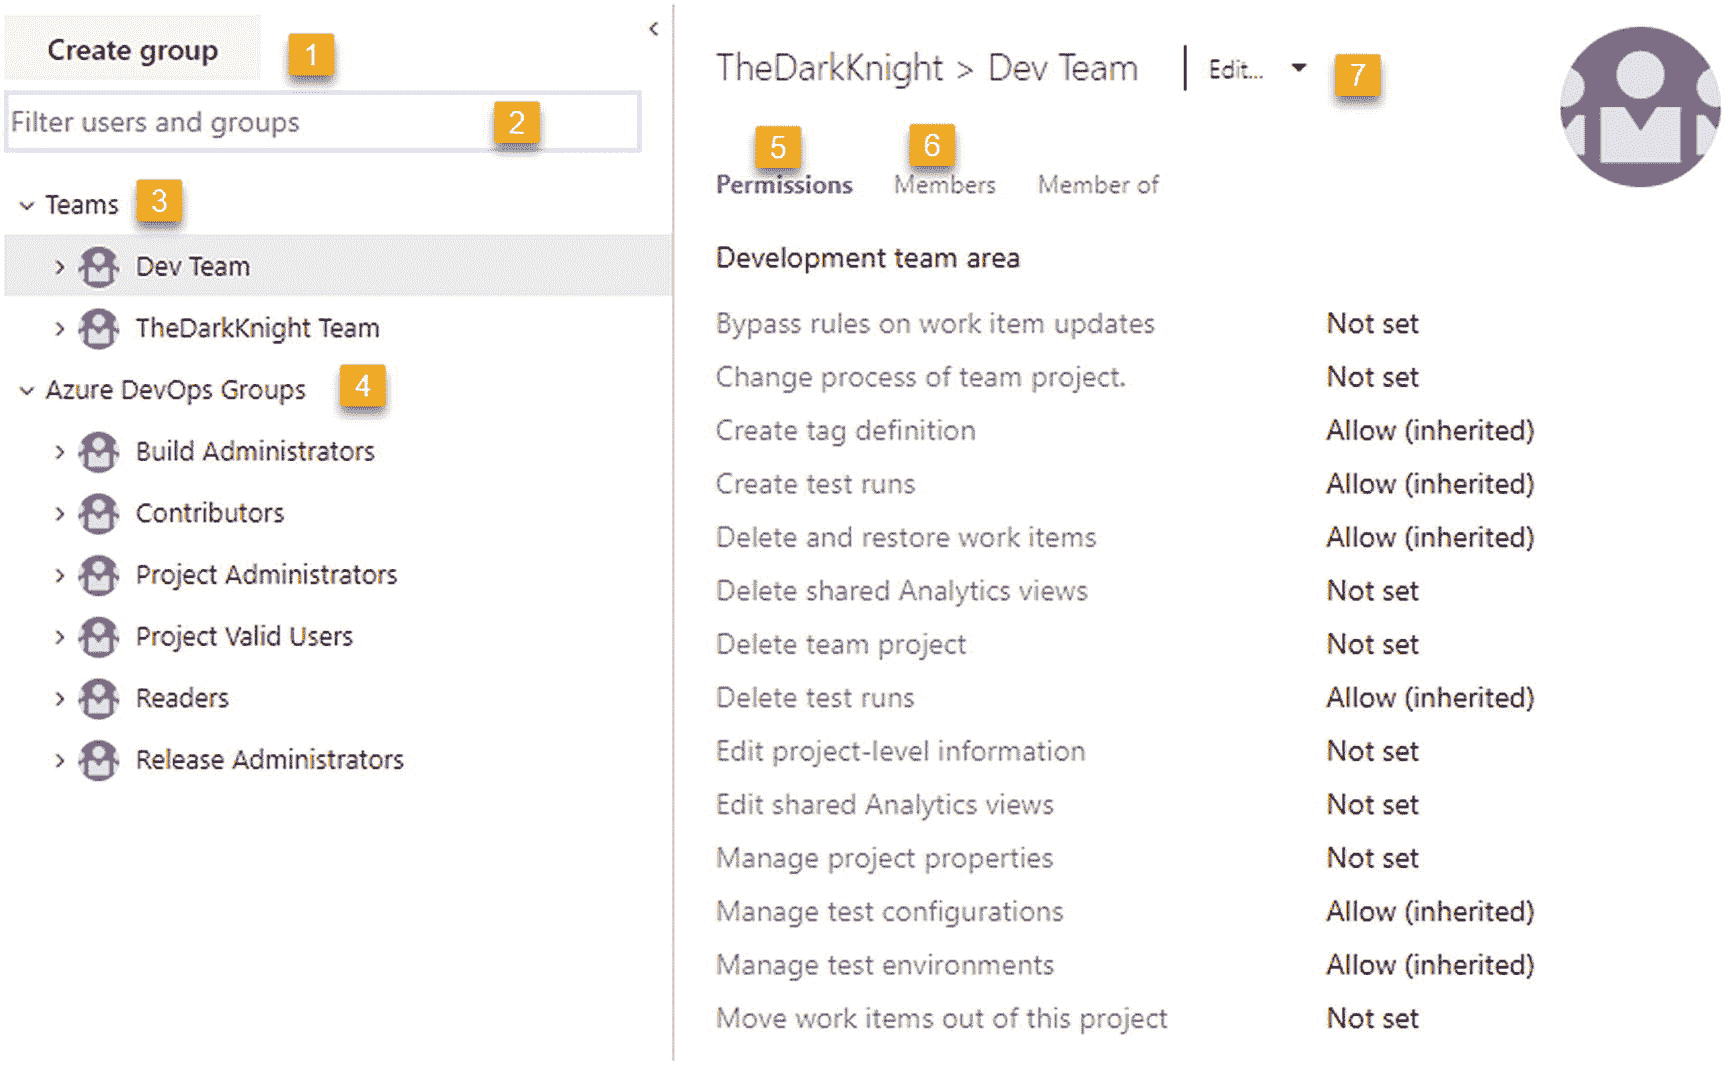 Create group
1
Filter users and groups
2
Teams
3
Dev Team
TheDarkKnight Team
Azure DevOps Groups
4
Build Administrators
Contributors
Project Administrators
Project Valid Users
Readers
Release Administrators
TheDarkKnight > Dev Team
Edit...
7
5
6
Permissions Members Member of
Development team area
Bypass rules on work item updates Not set
Change process of team project. Not set
Create tag definition Allow (inherited)
Create test runs Allow (inherited)
Delete and restore work items Allow (inherited)
Delete shared Analytics views Not set
Delete team project Not set
Delete test runs Allow (inherited)
Edit project-level information Not set
Edit shared Analytics views Not set
Manage project properties Not set
Manage test configurations Allow (inherited)
Manage test environments Allow (inherited)
Move work items out of this project Not set